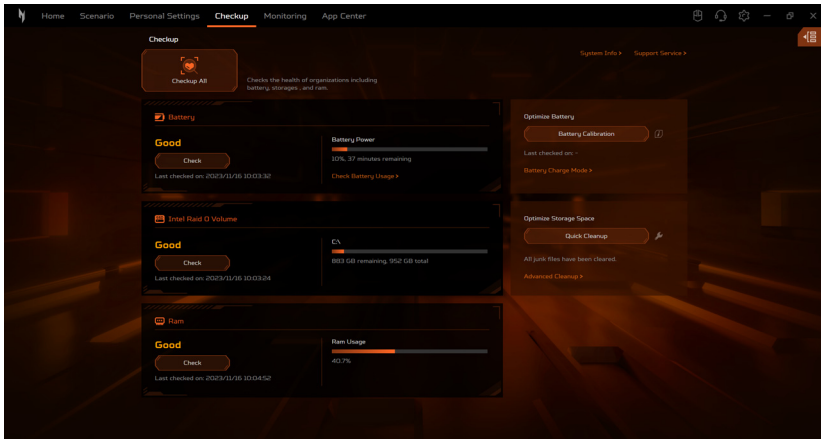 Home Scenario Personal Settings Checkup Monitoring App Center
Checkup
System Info > Support Service >
Checkup All
Checks the health of organizations including
battery, storages , and ram.
Battery
Good
Check
Last checked on: 2023/11/16 10:03:32
Battery Power
10%, 37 minutes remaining
Check Battery Usage >
Optimize Battery
Battery Calibration
Last checked on: -
Battery Charge Mode >
Intel Raid 0 Volume
Good
Check
Last checked on: 2023/11/16 10:03:24
C:\
883 GB remaining, 952 GB total
Optimize Storage Space
Quick Cleanup
All junk files have been cleared.
Advanced Cleanup >
Ram
Good
Check
Last checked on: 2023/11/16 10:04:52
Ram Usage
40.7%